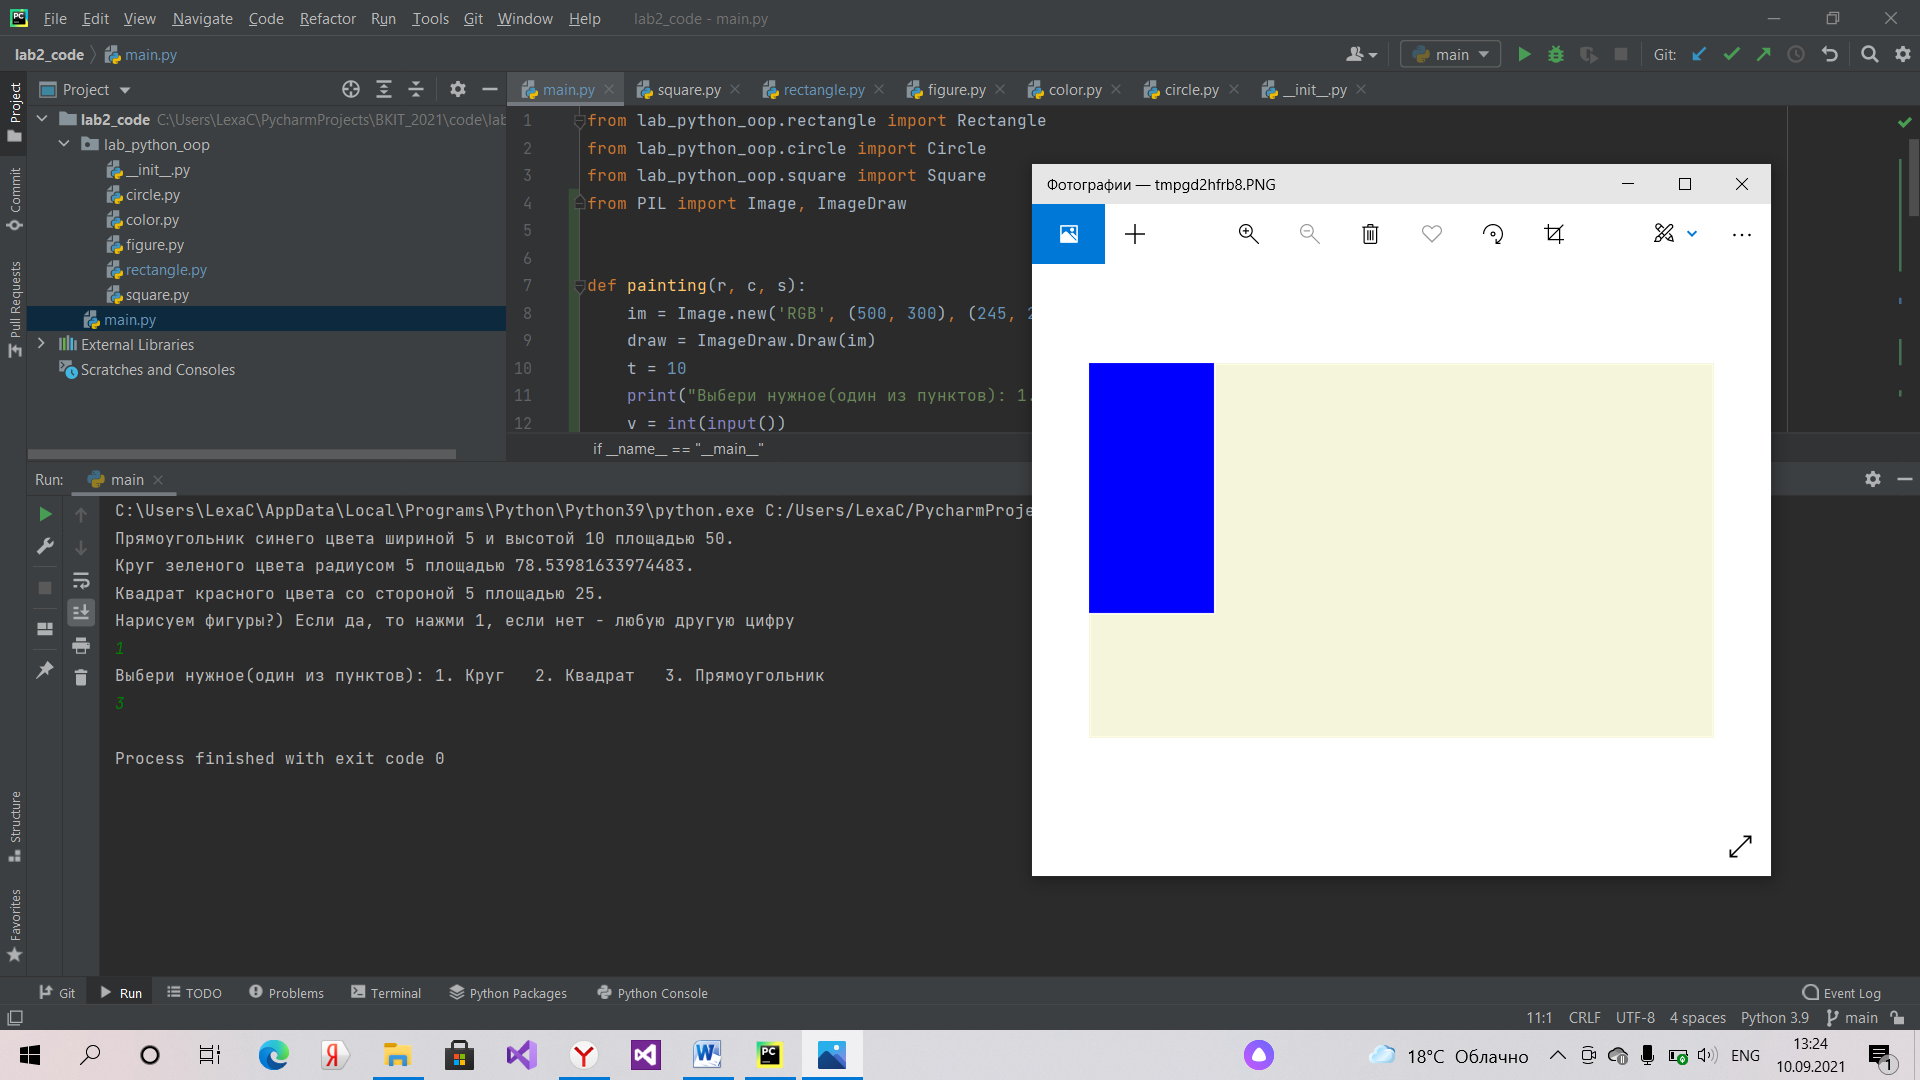 File Edit View Navigate Code Refactor Run Tools Git Window Help lab2_code - main.py
lab2_code main.py
main Git:
Project
main.py square.py rectangle.py figure.py color.py circle.py __init__.py
Project
Commit
Pull Requests
lab2_code C:\Users\LexaC\PycharmProjects\BKIT_2021\code\lab
lab_python_oop
__init__.py
circle.py
color.py
figure.py
rectangle.py
square.py
main.py
External Libraries
Scratches and Consoles
1 from lab_python_oop.rectangle import Rectangle
2 from lab_python_oop.circle import Circle
3 from lab_python_oop.square import Square
4 from PIL import Image, ImageDraw
5
6
7 def painting(r, c, s):
8 im = Image.new('RGB', (500, 300), (245, 2
9 draw = ImageDraw.Draw(im)
10 t = 10
11 print("Выбери нужное(один из пунктов): 1.
12 v = int(input())
if __name__ == "__main__"
Фотографии — tmpgd2hfrb8.PNG
Run: main
C:\Users\LexaC\AppData\Local\Programs\Python\Python39\python.exe C:/Users/LexaC/PycharmProje
Прямоугольник синего цвета шириной 5 и высотой 10 площадью 50.
Круг зеленого цвета радиусом 5 площадью 78.53981633974483.
Квадрат красного цвета со стороной 5 площадью 25.
Нарисуем фигуры?) Если да, то нажми 1, если нет - любую другую цифру
1
Выбери нужное(один из пунктов): 1. Круг 2. Квадрат 3. Прямоугольник
3
Process finished with exit code 0
Structure
Favorites
Git Run TODO Problems Terminal Python Packages Python Console Event Log
11:1 CRLF UTF-8 4 spaces Python 3.9 main
18°C Облачно ENG 13:24
10.09.2021
1